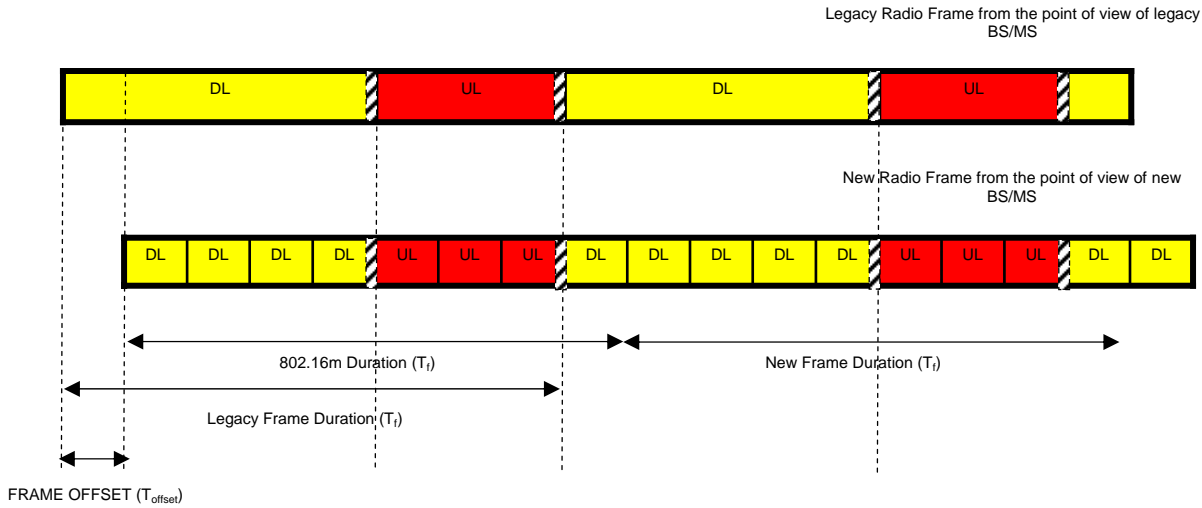 Legacy Radio Frame from the point of view of legacy
BS/MS
DL UL DL UL
New Radio Frame from the point of view of new
BS/MS
DL DL DL DL UL UL UL DL DL DL DL DL UL UL UL DL DL
802.16m Duration (Tf)
New Frame Duration (Tf)
Legacy Frame Duration (Tf)
FRAME OFFSET (Toffset)